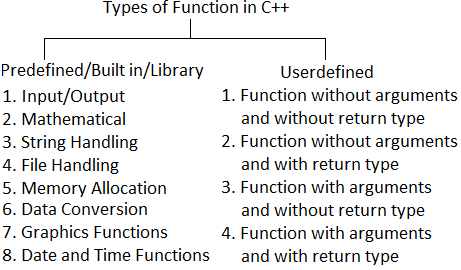 Types of Function in C++
Predefined/Built in/Library
1. Input/Output
2. Mathematical
3. String Handling
4. File Handling
5. Memory Allocation
6. Data Conversion
7. Graphics Functions
8. Date and Time Functions
Userdefined
1. Function without arguments
and without return type
2. Function without arguments
and with return type
3. Function with arguments
and without return type
4. Function with arguments
and with return type